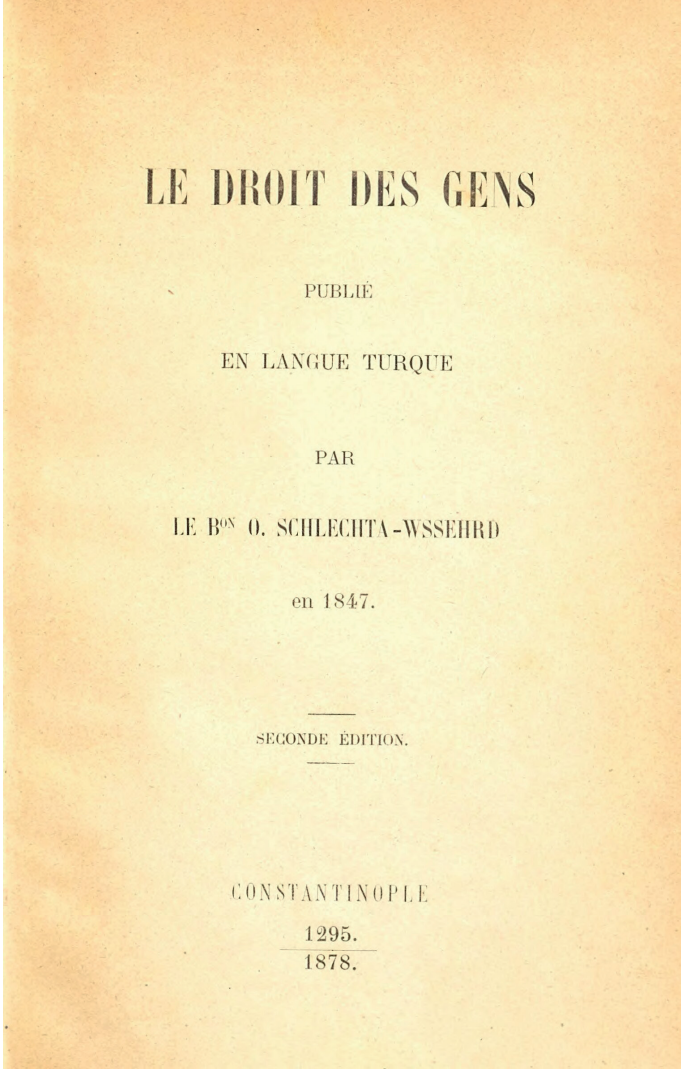 LE DROIT DES GENS
PUBLIÉ
EN LANGUE TURQUE
PAR
LE Bᴼᴺ O. SCHLECHTA-WSSEHRD
en 1847.
SECONDE ÉDITION.
CONSTANTINOPLE
1295.
1878.